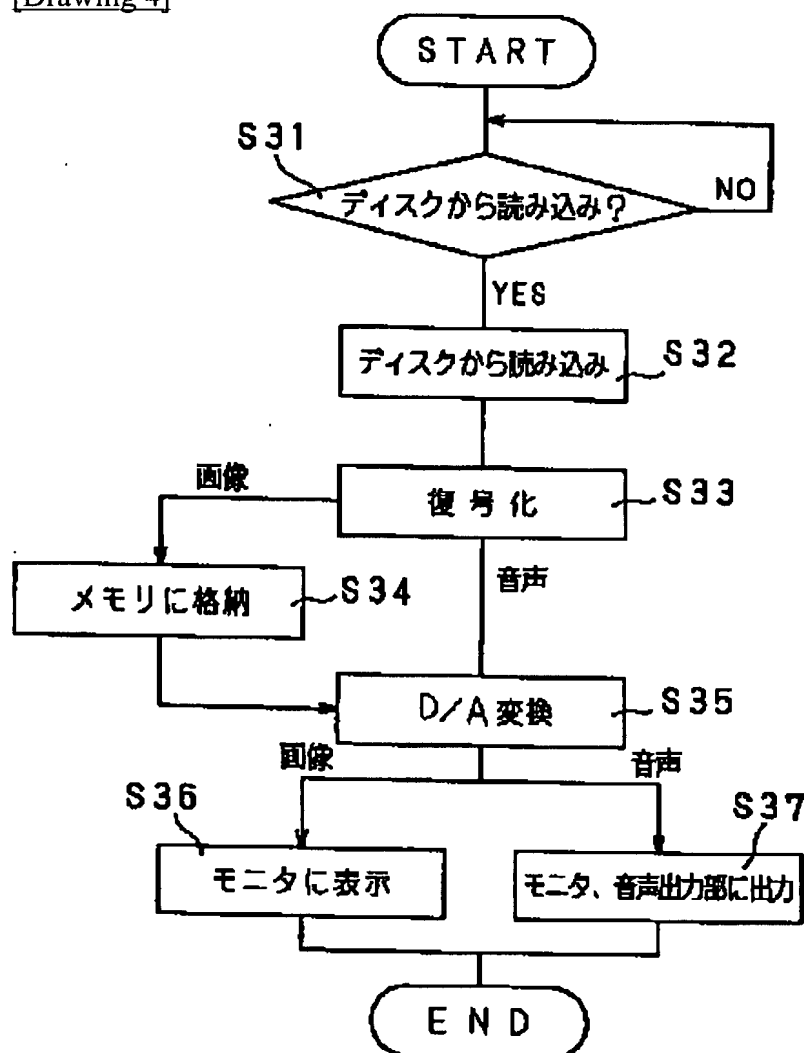 [Drawing 4]
START
S31
ディスクから読み込み?
NO
YES
ディスクから読み込み
S32
画像
復号化
S33
音声
メモリに格納
S34
D/A変換
S35
画像
音声
S36
S37
モニタに表示
モニタ、音声出力部に出力
END